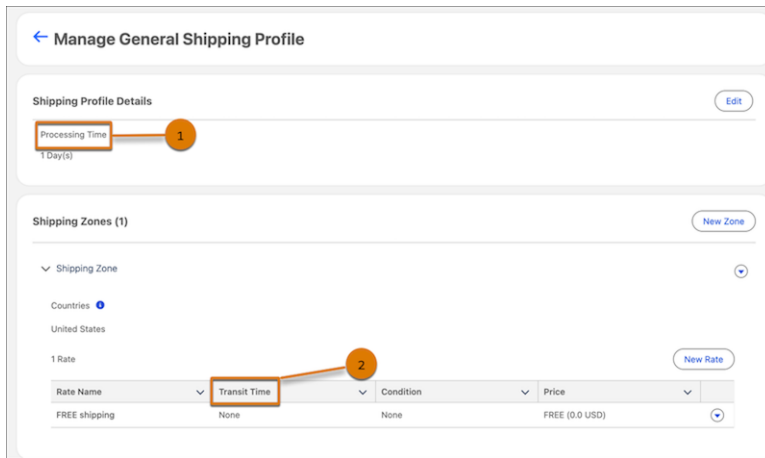 Manage General Shipping Profile
Shipping Profile Details
Edit
Processing Time
1
1 Day(s)
Shipping Zones (1)
New Zone
Shipping Zone
Countries
United States
1 Rate
2
New Rate
Rate Name Transit Time Condition Price
FREE shipping None None FREE (0.0 USD)